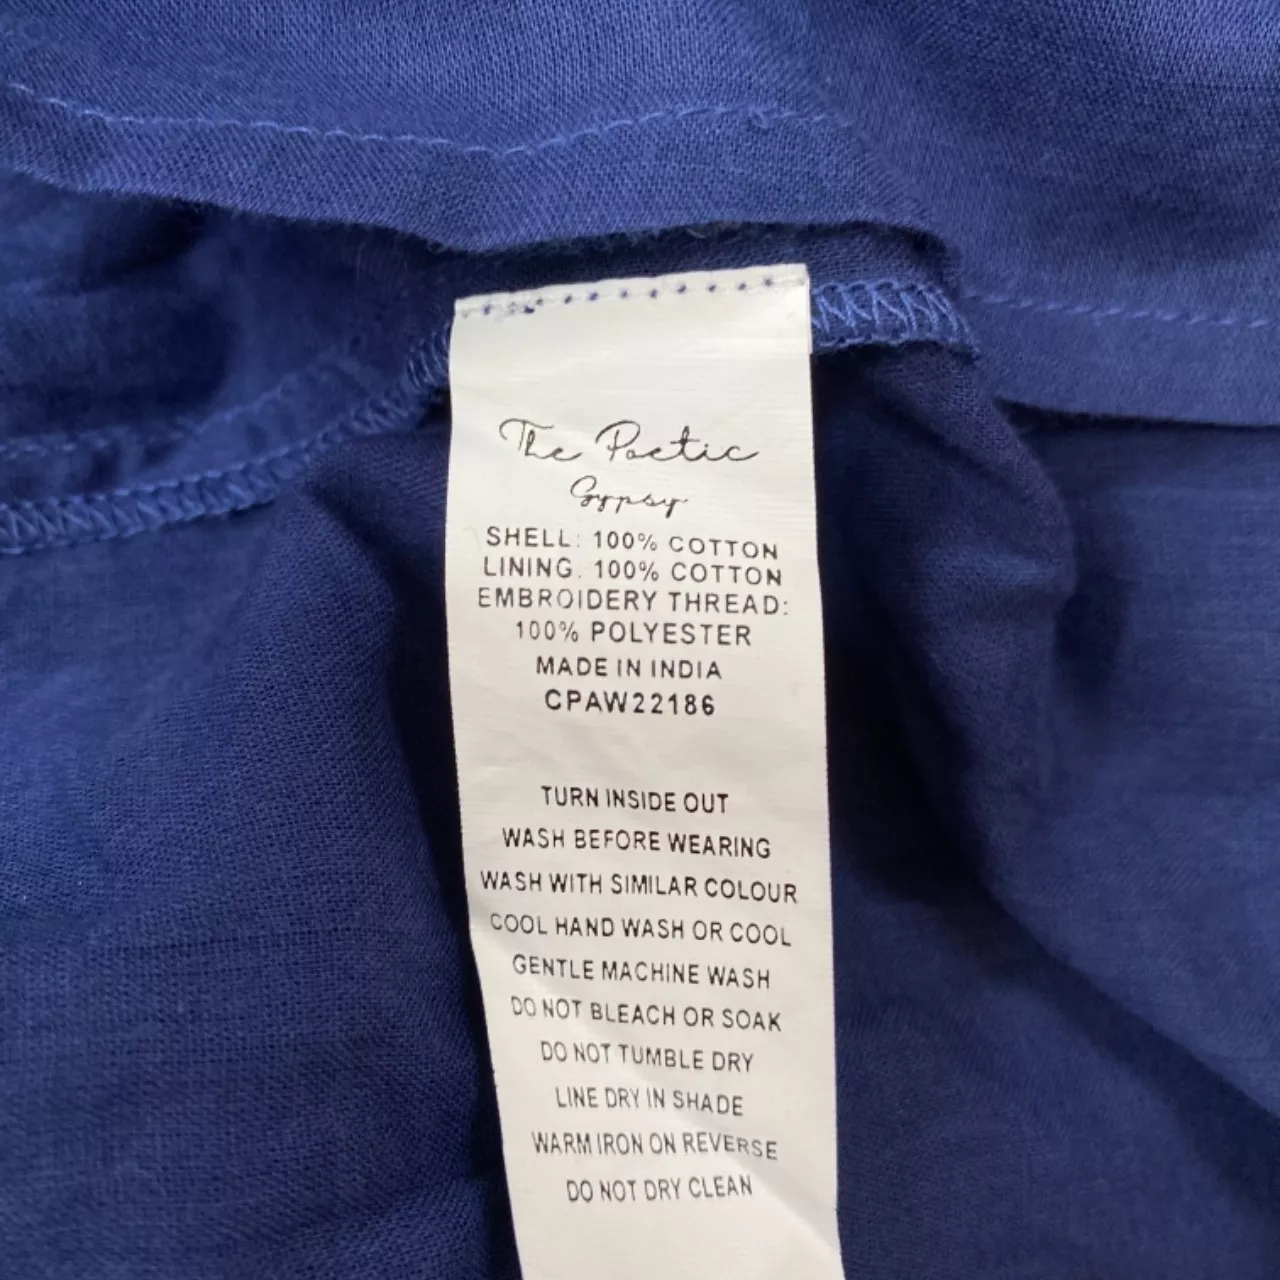 The Poetic
Gypsy
SHELL: 100% COTTON
LINING. 100% COTTON
EMBROIDERY THREAD:
100% POLYESTER
MADE IN INDIA
CPAW22186
TURN INSIDE OUT
WASH BEFORE WEARING
WASH WITH SIMILAR COLOUR
COOL HAND WASH OR COOL
GENTLE MACHINE WASH
DO NOT BLEACH OR SOAK
DO NOT TUMBLE DRY
LINE DRY IN SHADE
WARM IRON ON REVERSE
DO NOT DRY CLEAN